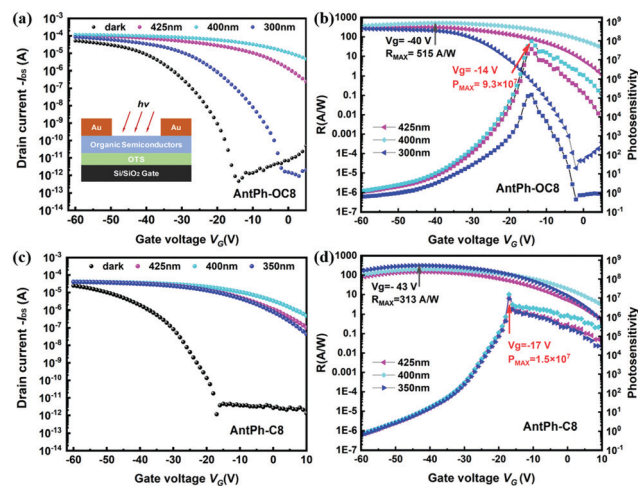 (a)
dark 425nm 400nm 300nm
Drain current -I_DS (A)
10^-3
10^-4
10^-5
10^-6
10^-7
10^-8
10^-9
10^-10
10^-11
10^-12
10^-13
10^-14
hv
Au Au
Organic Semiconductors
OTS
Si/SiO₂ Gate
AntPh-OC8
-60 -50 -40 -30 -20 -10 0
Gate voltage V_G(V)
(b)
R(A/W)
1000
100
10
1
0.1
0.01
0.001
1E-4
1E-5
1E-6
1E-7
Vg= -40 V
R_MAX= 515 A/W
Vg= -14 V
P_MAX= 9.3×10^7
425nm
400nm
300nm
AntPh-OC8
Photosensitivity
10^9
10^8
10^7
10^6
10^5
10^4
10^3
10^2
10^1
10^0
10^-1
-60 -50 -40 -30 -20 -10 0
Gate voltage V_G(V)
(c)
dark 425nm 400nm 350nm
Drain current -I_DS (A)
10^-3
10^-4
10^-5
10^-6
10^-7
10^-8
10^-9
10^-10
10^-11
10^-12
10^-13
10^-14
AntPh-C8
-60 -50 -40 -30 -20 -10 0 10
Gate voltage V_G(V)
(d)
R(A/W)
1000
100
10
1
0.1
0.01
0.001
1E-4
1E-5
1E-6
1E-7
Vg=- 43 V
R_MAX=313 A/W
Vg=-17 V
P_MAX=1.5×10^7
425nm
400nm
350nm
AntPh-C8
Photosensitivity
10^9
10^8
10^7
10^6
10^5
10^4
10^3
10^2
10^1
10^0
10^-1
-60 -50 -40 -30 -20 -10 0 10
Gate voltage V_G(V)